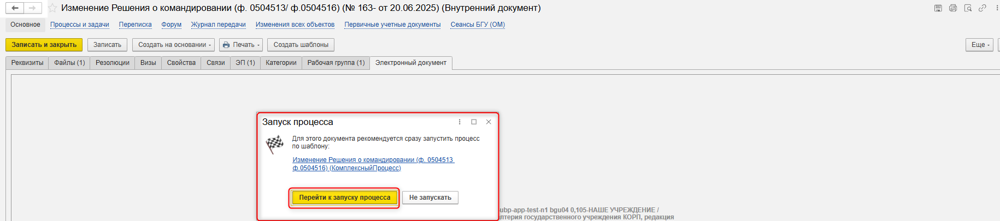 Изменение Решения о командировании (ф. 0504513/ ф.0504516) (№ 163- от 20.06.2025) (Внутренний документ)
Основное Процессы и задачи Переписка Форум Журнал передачи Изменения всех объектов Первичные учетные документы Сеансы БГУ (ОМ)
Записать и закрыть Записать Создать на основании Печать Создать шаблоны Еще
Реквизиты Файлы (1) Резолюции Визы Свойства Связи ЭП (1) Категории Рабочая группа (1) Электронный документ
Запуск процесса
Для этого документа рекомендуется сразу запустить процесс
по шаблону:
Изменение Решения о командировании (ф. 0504513
ф.0504516) (КомплексныйПроцесс)
Перейти к запуску процесса Не запускать
ubp-app-test-n1 bgu04 0,105-НАШЕ УЧРЕЖДЕНИЕ /
лтерия государственного учреждения КОРП, редакция